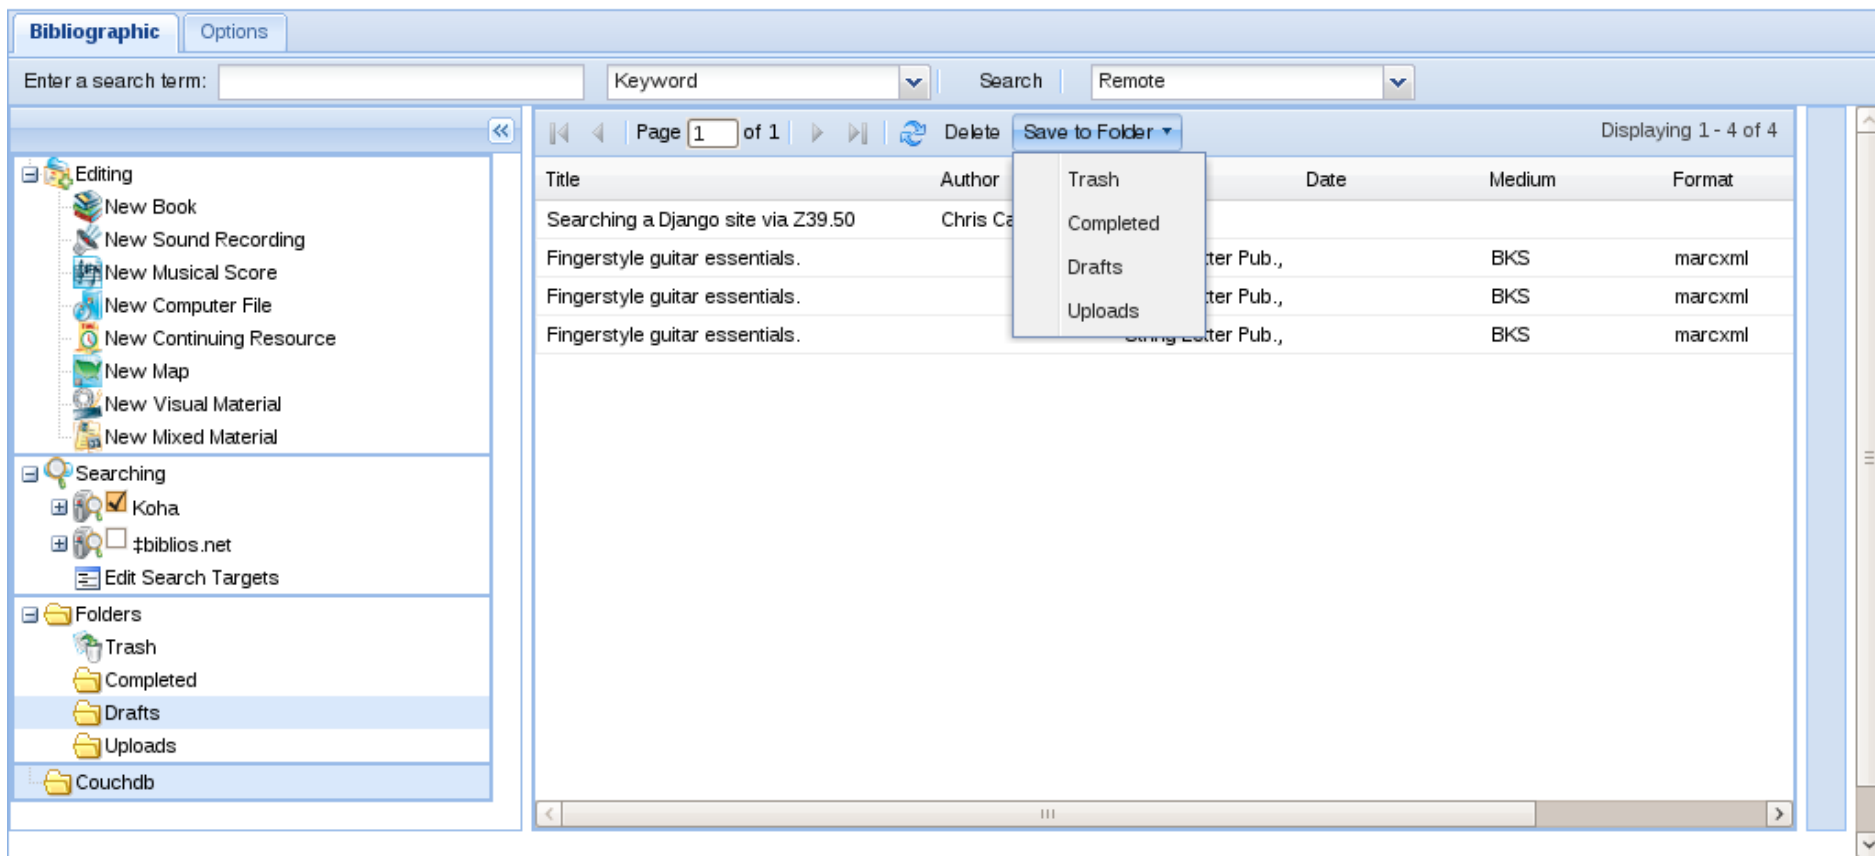 Bibliographic Options
Enter a search term: Keyword Search Remote
Page 1 of 1 Delete Save to Folder Displaying 1 - 4 of 4
Editing
New Book
New Sound Recording
New Musical Score
New Computer File
New Continuing Resource
New Map
New Visual Material
New Mixed Material
Searching
Koha
‡biblios.net
Edit Search Targets
Folders
Trash
Completed
Drafts
Uploads
Couchdb
Title Author Date Medium Format
Searching a Django site via Z39.50 Chris Ca
Fingerstyle guitar essentials. tter Pub., BKS marcxml
Fingerstyle guitar essentials. tter Pub., BKS marcxml
Fingerstyle guitar essentials. String Letter Pub., BKS marcxml
Trash
Completed
Drafts
Uploads